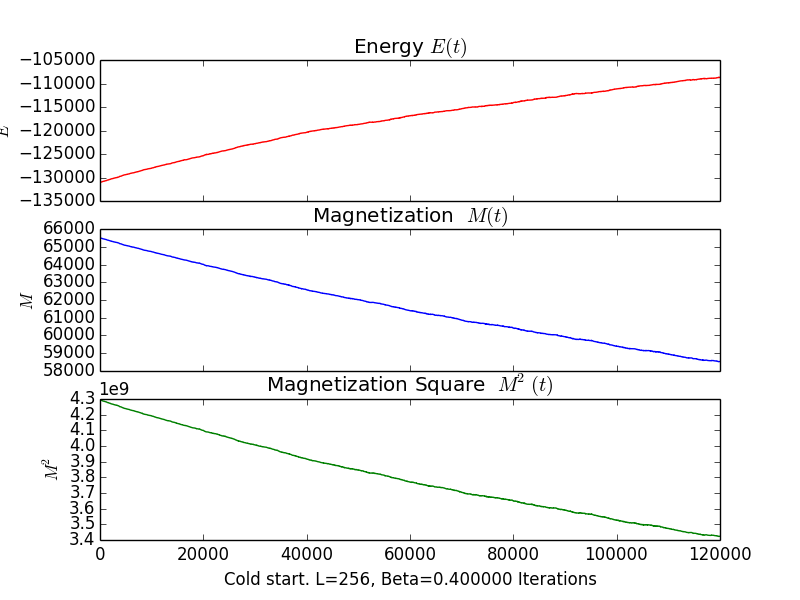 Energy E(t)
−105000
−110000
−115000
−120000
−125000
−130000
−135000
E
Magnetization M(t)
66000
65000
64000
63000
62000
61000
60000
59000
58000
M
Magnetization Square M² (t)
1e9
4.3
4.2
4.1
4.0
3.9
3.8
3.7
3.6
3.5
3.4
M²
0 20000 40000 60000 80000 100000 120000
Cold start. L=256, Beta=0.400000 Iterations